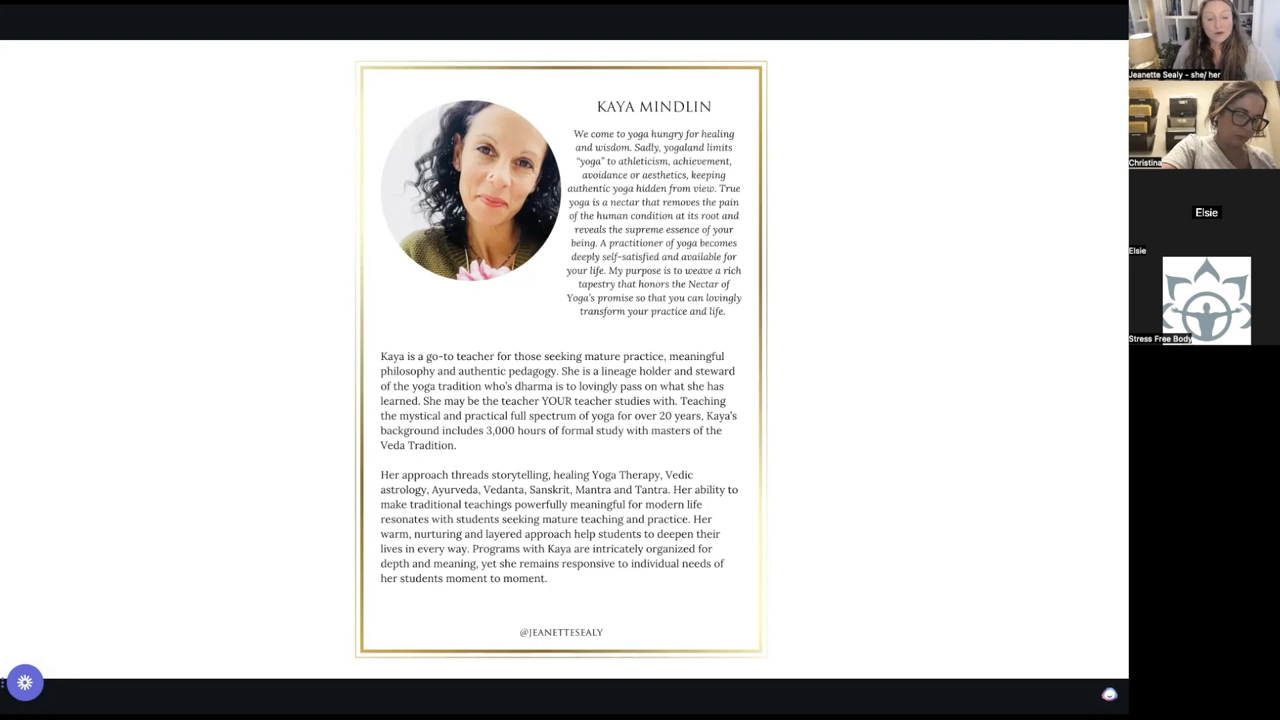 KAYA MINDLIN
We come to yoga hungry for healing
and wisdom. Sadly, yogaland limits
“yoga” to athleticism, achievement,
avoidance or aesthetics, keeping
authentic yoga hidden from view. True
yoga is a nectar that removes the pain
of the human condition at its root and
reveals the supreme essence of your
being. A practitioner of yoga becomes
deeply self-satisfied and available for
your life. My purpose is to weave a rich
tapestry that honors the Nectar of
Yoga's promise so that you can lovingly
transform your practice and life.
Kaya is a go-to teacher for those seeking mature practice, meaningful
philosophy and authentic pedagogy. She is a lineage holder and steward
of the yoga tradition who's dharma is to lovingly pass on what she has
learned. She may be the teacher YOUR teacher studies with. Teaching
the mystical and practical full spectrum of yoga for over 20 years, Kaya's
background includes 3,000 hours of formal study with masters of the
Veda Tradition.
Her approach threads storytelling, healing Yoga Therapy, Vedic
astrology, Ayurveda, Vedanta, Sanskrit, Mantra and Tantra. Her ability to
make traditional teachings powerfully meaningful for modern life
resonates with students seeking mature teaching and practice. Her
warm, nurturing and layered approach help students to deepen their
lives in every way. Programs with Kaya are intricately organized for
depth and meaning, yet she remains responsive to individual needs of
her students moment to moment.
@JEANETTESEALY
Jeanette Sealy - she/ her
Christina
Elsie
Elsie
Stress Free Body